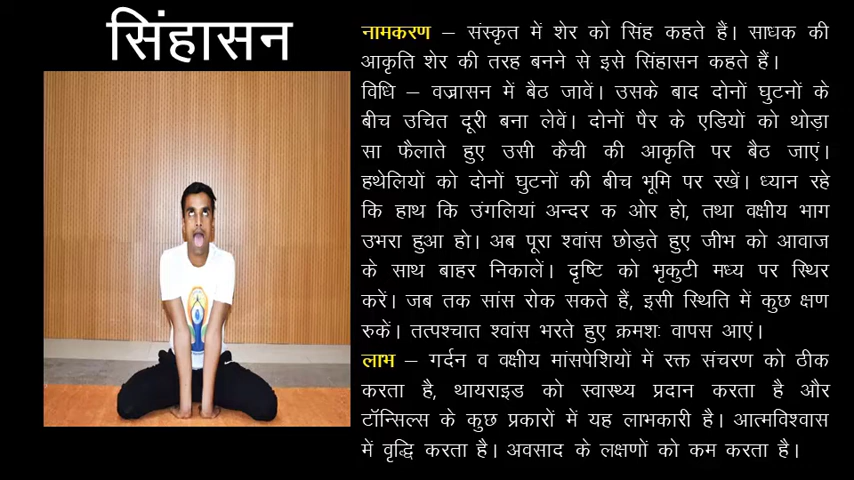 सिंहासन
नामकरण – संस्कृत में शेर को सिंह कहते हैं। साधक की
आकृति शेर की तरह बनने से इसे सिंहासन कहते हैं।
विधि – वज्रासन में बैठ जावें। उसके बाद दोनों घुटनों के
बीच उचित दूरी बना लेवें। दोनों पैर के एडियों को थोड़ा
सा फैलाते हुए उसी कैची की आकृति पर बैठ जाएं।
हथेलियों को दोनों घुटनों की बीच भूमि पर रखें। ध्यान रहे
कि हाथ कि उंगलियां अन्दर क ओर हो, तथा वक्षीय भाग
उभरा हुआ हो। अब पूरा श्वांस छोड़ते हुए जीभ को आवाज
के साथ बाहर निकालें। दृष्टि को भृकुटी मध्य पर स्थिर
करें। जब तक सांस रोक सकते हैं, इसी स्थिति में कुछ क्षण
रुकें। तत्पश्चात श्वांस भरते हुए क्रमशः वापस आएं।
लाभ – गर्दन व वक्षीय मांसपेशियों में रक्त संचरण को ठीक
करता है, थायराइड को स्वास्थ्य प्रदान करता है और
टॉन्सिल्स के कुछ प्रकारों में यह लाभकारी है। आत्मविश्वास
में वृद्धि करता है। अवसाद के लक्षणों को कम करता है।